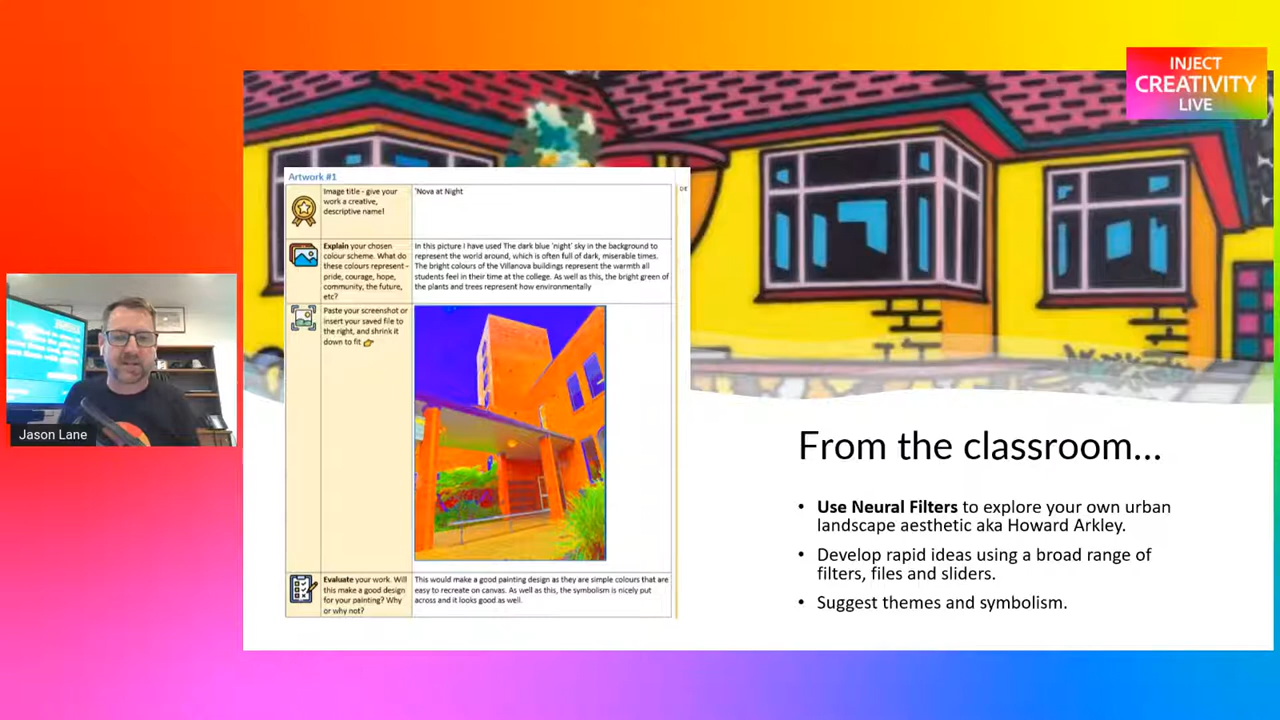 INJECT
CREATIVITY
LIVE
Artwork #1
Image title - give your
work a creative,
descriptive name!
'Nova at Night
Explain your chosen
colour scheme. What do
these colours represent -
pride, courage, hope,
community, the future,
etc?
In this picture I have used The dark blue 'night' sky in the background to
represent the world around, which is often full of dark, miserable times.
The bright colours of the Villanova buildings represent the warmth all
students feel in their time at the college. As well as this, the bright green of
the plants and trees represent how environmentally
Paste your screenshot or
insert your saved file to
the right, and shrink it
down to fit 👉
Evaluate your work. Will
this make a good design
for your painting? Why
or why not?
This would make a good painting design as they are simple colours that are
easy to recreate on canvas. As well as this, the symbolism is nicely put
across and it looks good as well.
Jason Lane
From the classroom...
• Use Neural Filters to explore your own urban
landscape aesthetic aka Howard Arkley.
• Develop rapid ideas using a broad range of
filters, files and sliders.
• Suggest themes and symbolism.